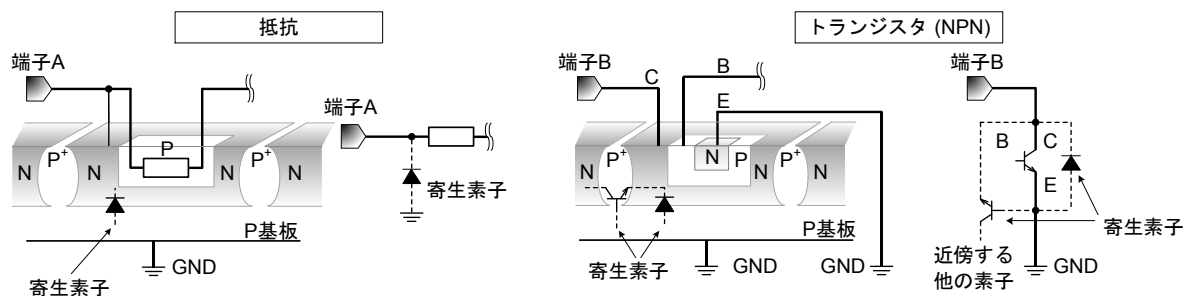 抵抗
端子A
P
N
P+
N
N
P+
N
寄生素子
P基板
GND
端子A
寄生素子
トランジスタ (NPN)
端子B
C
B
E
N
P+
N
N
P
N
P+
N
P基板
寄生素子
GND
GND
端子B
B
C
E
寄生素子
近傍する
他の素子
GND